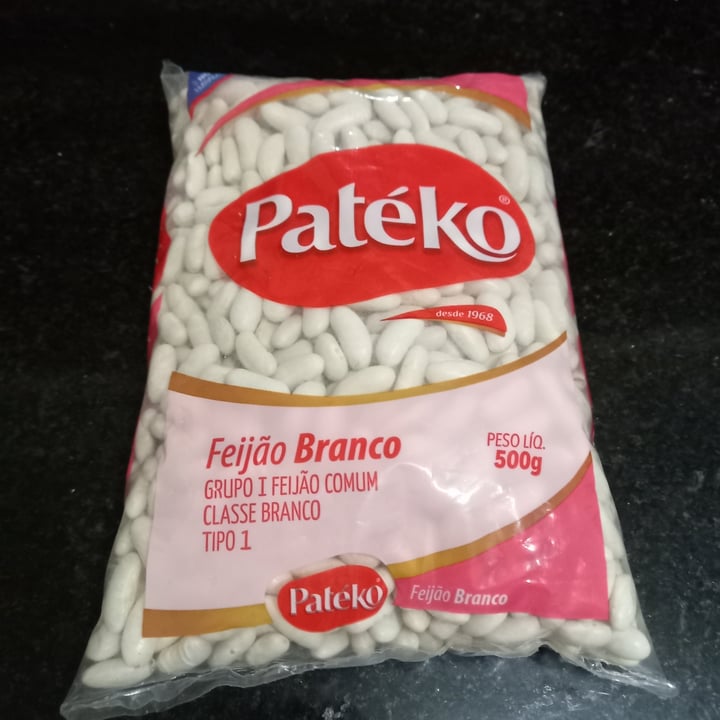 Patéko®
desde 1968
Feijão Branco
PESO LÍQ.
500g
GRUPO I FEIJÃO COMUM
CLASSE BRANCO
TIPO 1
Patéko®
Feijão Branco